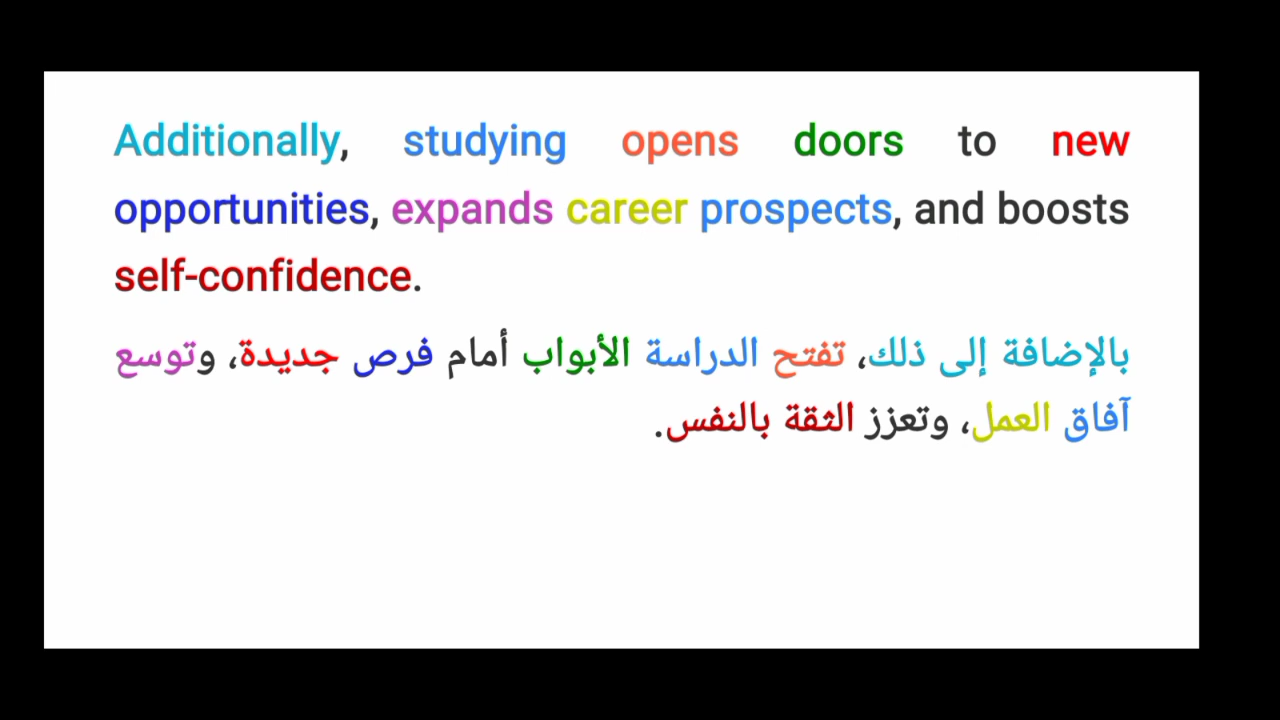 Additionally, studying opens doors to new
opportunities, expands career prospects, and boosts
self-confidence.
بالإضافة إلى ذلك، تفتح الدراسة الأبواب أمام فرص جديدة، وتوسع
آفاق العمل، وتعزز الثقة بالنفس.